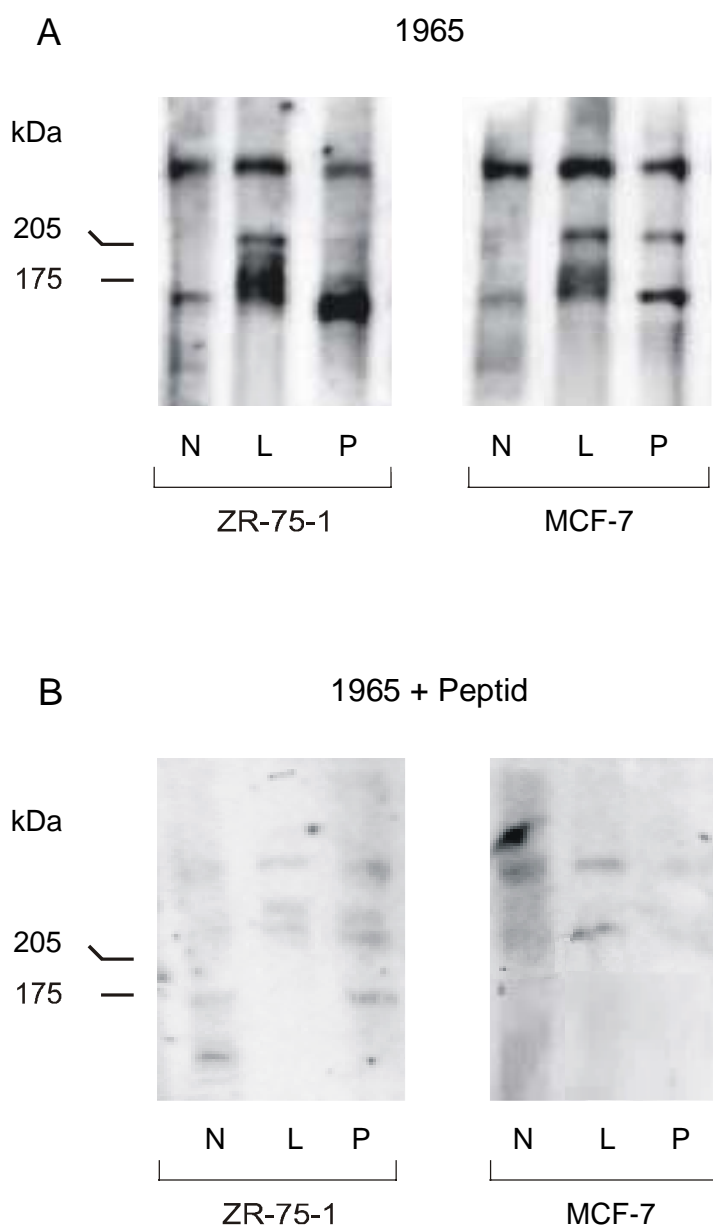 A 1965
kDa
205
175
N L P N L P
ZR-75-1 MCF-7
B 1965 + Peptid
kDa
205
175
N L P N L P
ZR-75-1 MCF-7